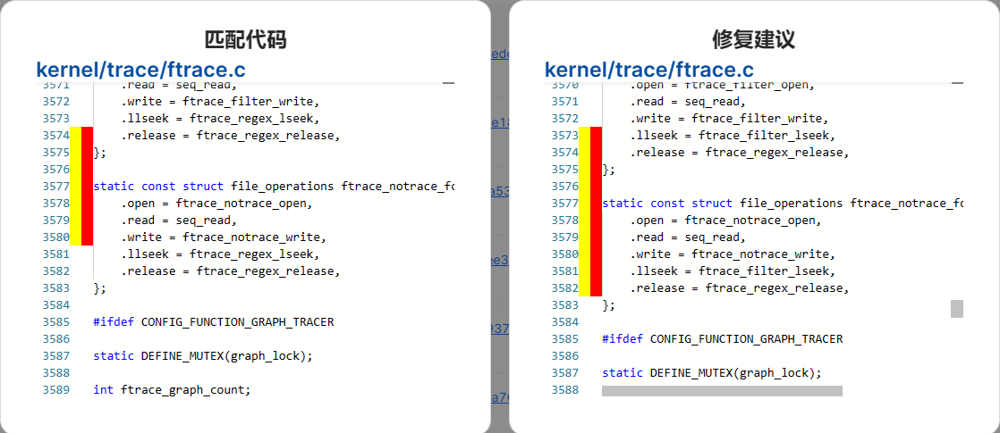 匹配代码
kernel/trace/ftrace.c
3571 .read = seq_read,
3572 .write = ftrace_filter_write,
3573 .llseek = ftrace_regex_lseek,
3574 .release = ftrace_regex_release,
3575 };
3576
3577 static const struct file_operations ftrace_notrace_fo
3578 .open = ftrace_notrace_open,
3579 .read = seq_read,
3580 .write = ftrace_notrace_write,
3581 .llseek = ftrace_regex_lseek,
3582 .release = ftrace_regex_release,
3583 };
3584
3585 #ifdef CONFIG_FUNCTION_GRAPH_TRACER
3586
3587 static DEFINE_MUTEX(graph_lock);
3588
3589 int ftrace_graph_count;
修复建议
kernel/trace/ftrace.c
3570 .open = ftrace_filter_open,
3571 .read = seq_read,
3572 .write = ftrace_filter_write,
3573 .llseek = ftrace_filter_lseek,
3574 .release = ftrace_regex_release,
3575 };
3576
3577 static const struct file_operations ftrace_notrace_fo
3578 .open = ftrace_notrace_open,
3579 .read = seq_read,
3580 .write = ftrace_notrace_write,
3581 .llseek = ftrace_filter_lseek,
3582 .release = ftrace_regex_release,
3583 };
3584
3585 #ifdef CONFIG_FUNCTION_GRAPH_TRACER
3586
3587 static DEFINE_MUTEX(graph_lock);
3588